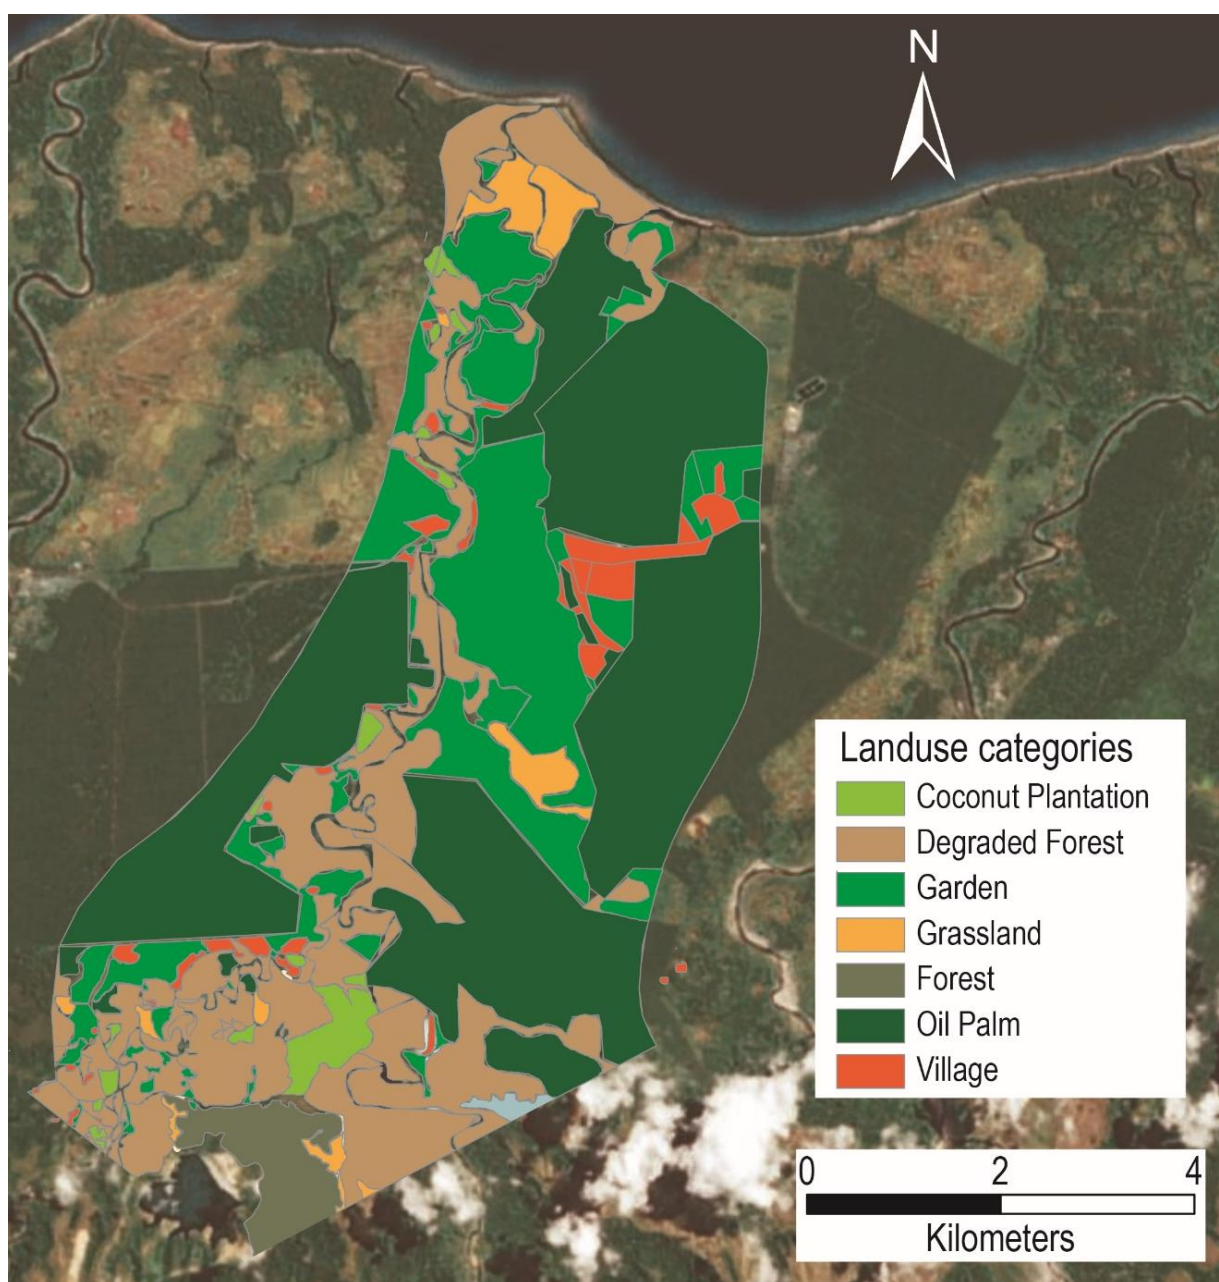 N
Landuse categories
Coconut Plantation
Degraded Forest
Garden
Grassland
Forest
Oil Palm
Village
0 2 4
Kilometers